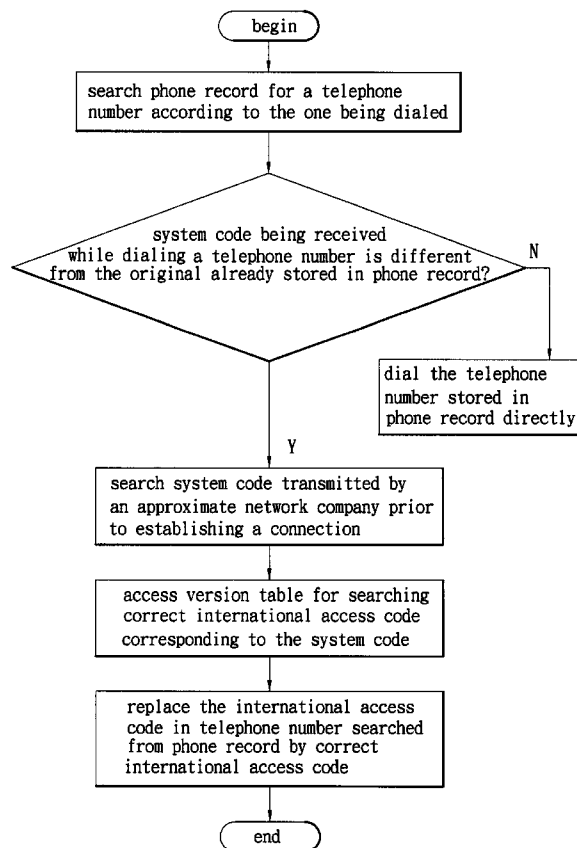 begin
search phone record for a telephone
number according to the one being dialed
system code being received
while dialing a telephone number is different
from the original already stored in phone record?
N
dial the telephone
number stored in
phone record directly
Y
search system code transmitted by
an approximate network company prior
to establishing a connection
access version table for searching
correct international access code
corresponding to the system code
replace the international access
code in telephone number searched
from phone record by correct
international access code
end